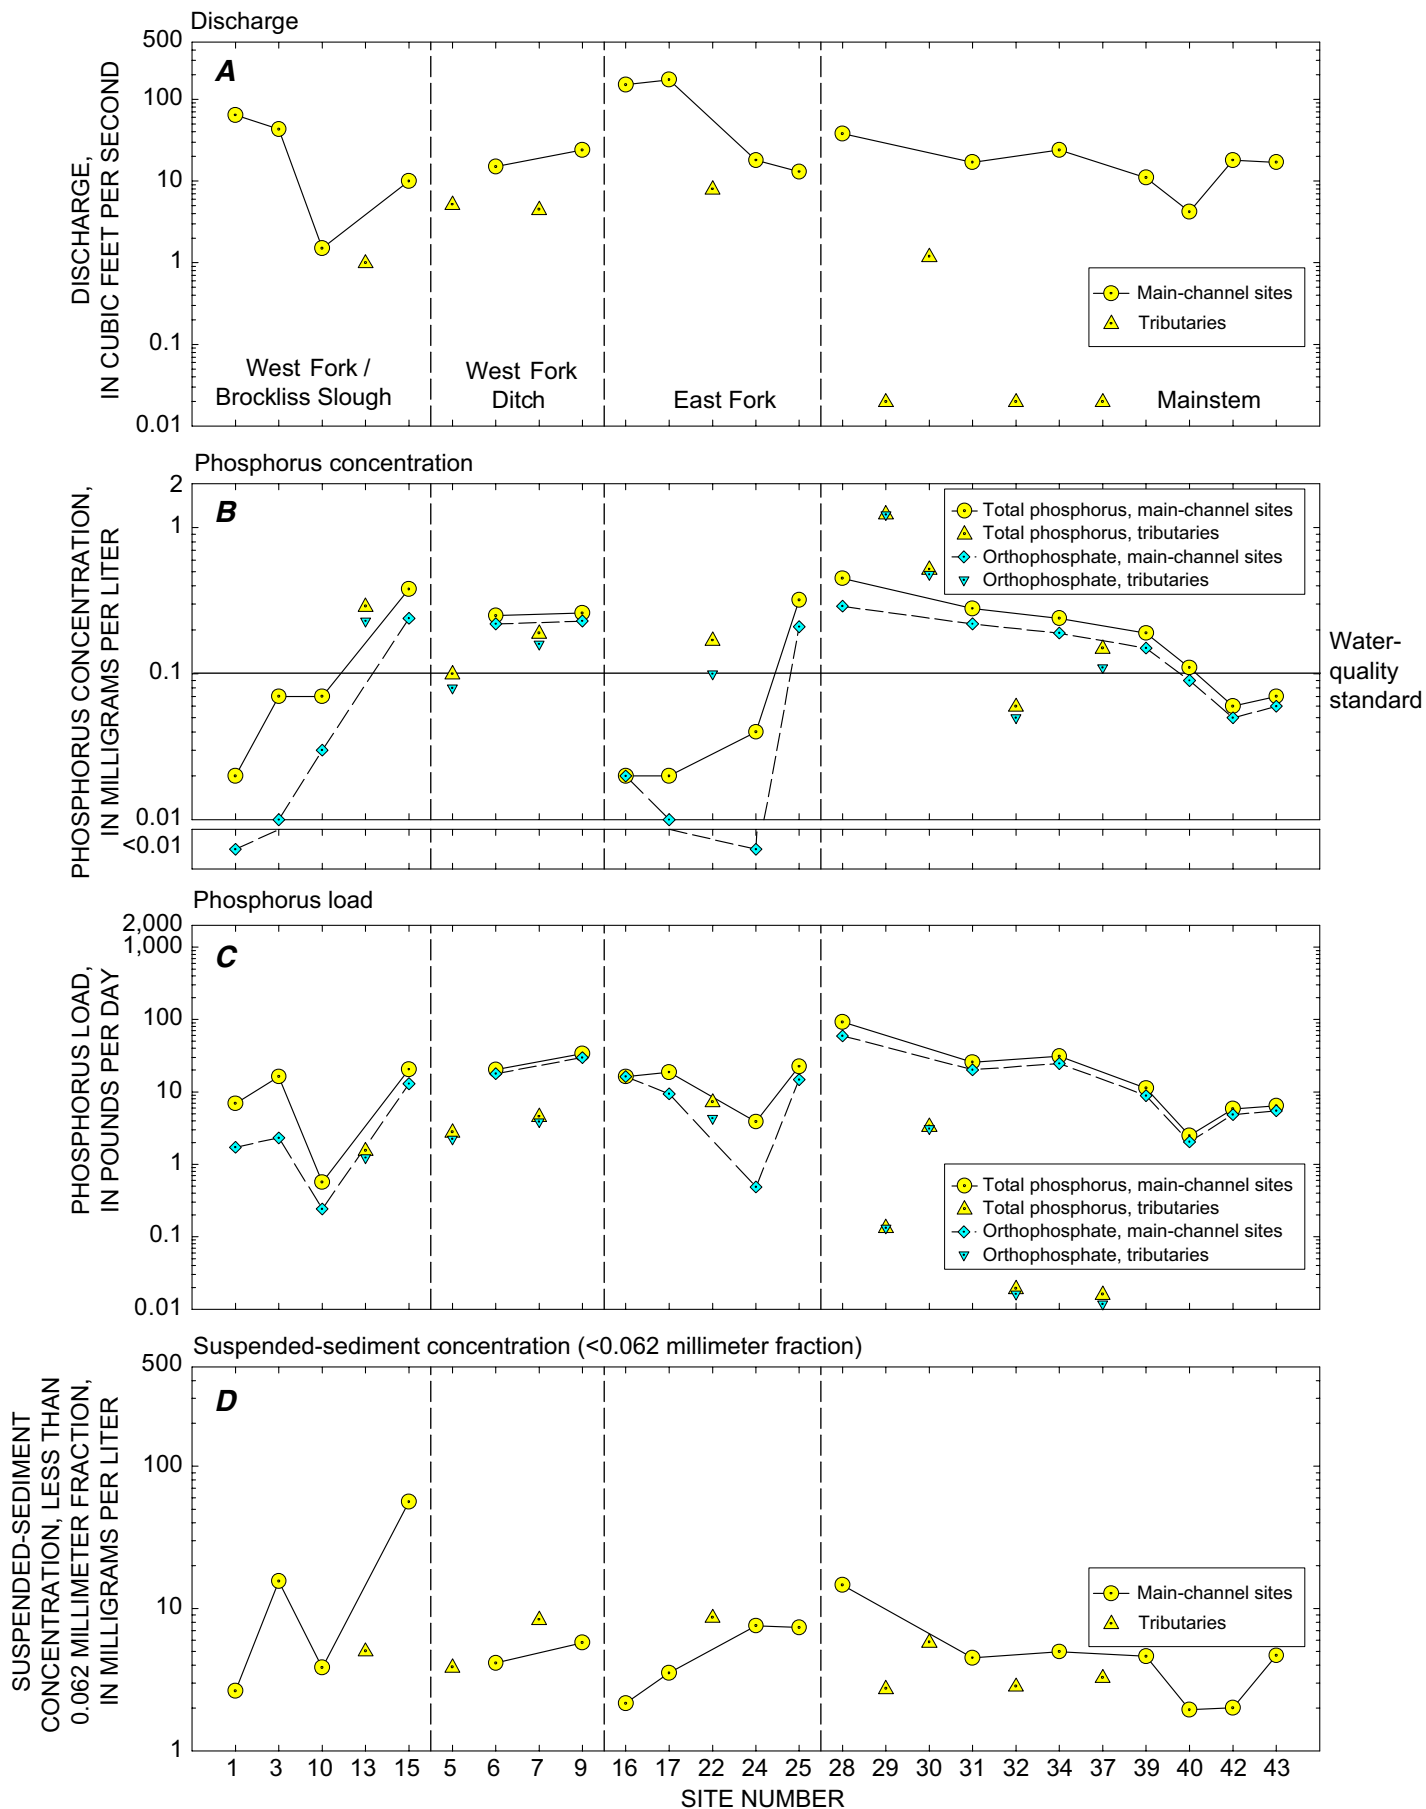 Discharge
A
DISCHARGE,
IN CUBIC FEET PER SECOND
500
100
10
1
0.1
0.01
Main-channel sites
Tributaries
West Fork /
Brockliss Slough
West Fork
Ditch
East Fork
Mainstem
Phosphorus concentration
B
PHOSPHORUS CONCENTRATION,
IN MILLIGRAMS PER LITER
2
1
0.1
0.01
<0.01
Total phosphorus, main-channel sites
Total phosphorus, tributaries
Orthophosphate, main-channel sites
Orthophosphate, tributaries
Water-
quality
standard
Phosphorus load
C
PHOSPHORUS LOAD,
IN POUNDS PER DAY
2,000
1,000
100
10
1
0.1
0.01
Total phosphorus, main-channel sites
Total phosphorus, tributaries
Orthophosphate, main-channel sites
Orthophosphate, tributaries
Suspended-sediment concentration (<0.062 millimeter fraction)
D
SUSPENDED-SEDIMENT
CONCENTRATION, LESS THAN
0.062 MILLIMETER FRACTION,
IN MILLIGRAMS PER LITER
500
100
10
1
Main-channel sites
Tributaries
1 3 10 13 15 5 6 7 9 16 17 22 24 25 28 29 30 31 32 34 37 39 40 42 43
SITE NUMBER